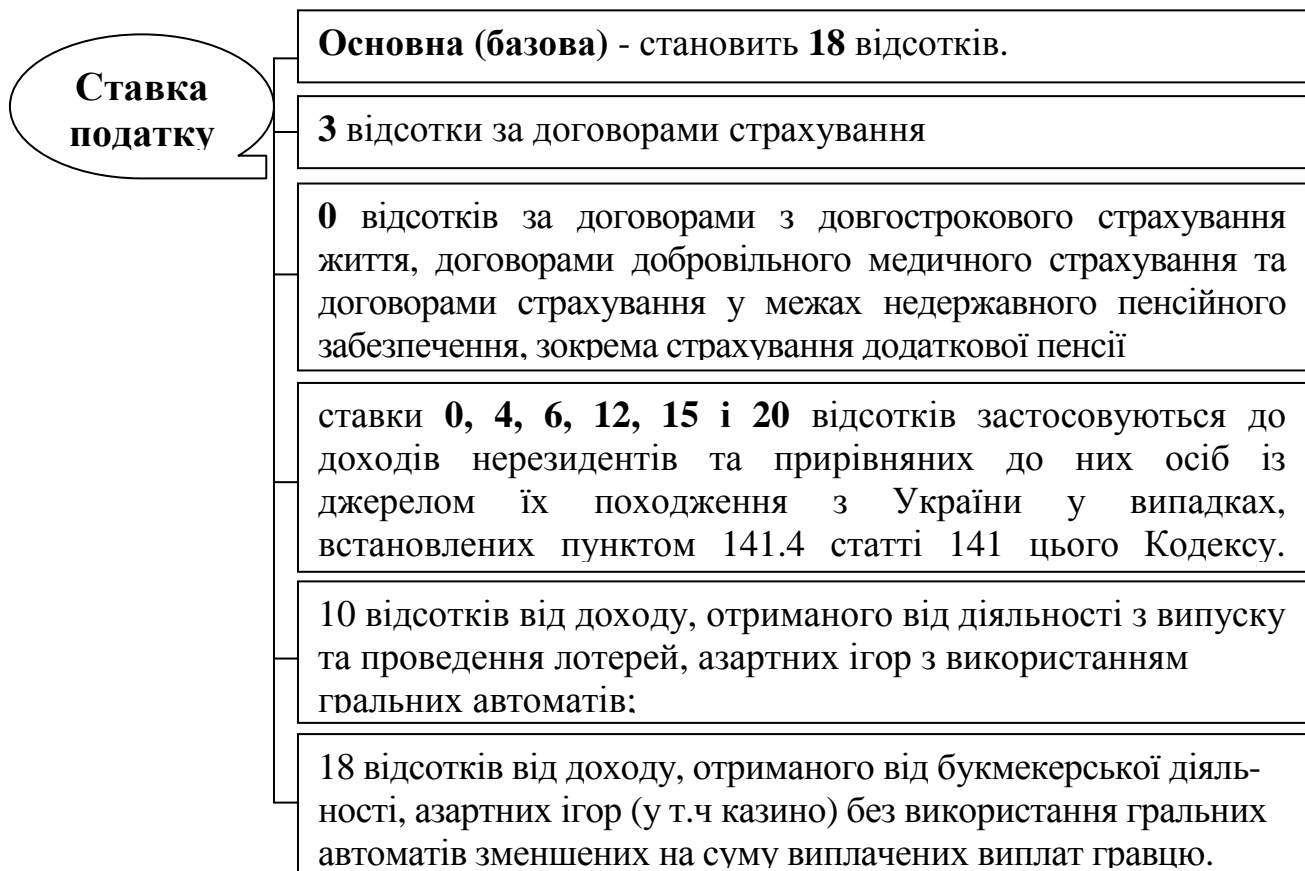 Ставка
податку
Основна (базова) - становить 18 відсотків.
3 відсотки за договорами страхування
0 відсотків за договорами з довгострокового страхування
життя, договорами добровільного медичного страхування та
договорами страхування у межах недержавного пенсійного
забезпечення, зокрема страхування додаткової пенсії
ставки 0, 4, 6, 12, 15 і 20 відсотків застосовуються до
доходів нерезидентів та прирівняних до них осіб із
джерелом їх походження з України у випадках,
встановлених пунктом 141.4 статті 141 цього Кодексу.
10 відсотків від доходу, отриманого від діяльності з випуску
та проведення лотерей, азартних ігор з використанням
гральних автоматів;
18 відсотків від доходу, отриманого від букмекерської діяль-
ності, азартних ігор (у т.ч казино) без використання гральних
автоматів зменшених на суму виплачених виплат гравцю.